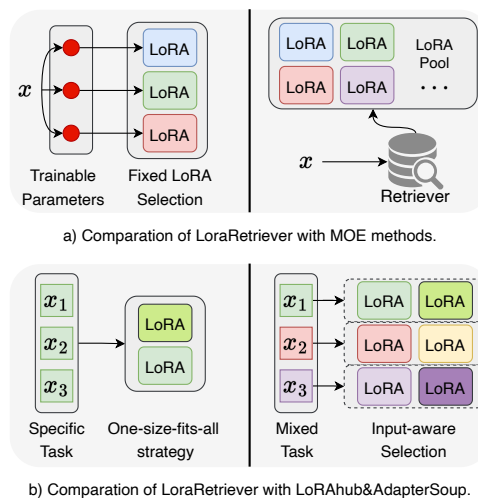 x
LoRA
LoRA
LoRA
Trainable
Parameters
Fixed LoRA
Selection
LoRA
LoRA
LoRA
LoRA
LoRA
Pool
...
x
Retriever
a) Comparation of LoraRetriever with MOE methods.
x1
x2
x3
LoRA
LoRA
Specific
Task
One-size-fits-all
strategy
x1
x2
x3
LoRA
LoRA
LoRA
LoRA
LoRA
LoRA
Mixed
Task
Input-aware
Selection
b) Comparation of LoraRetriever with LoRAhub&AdapterSoup.